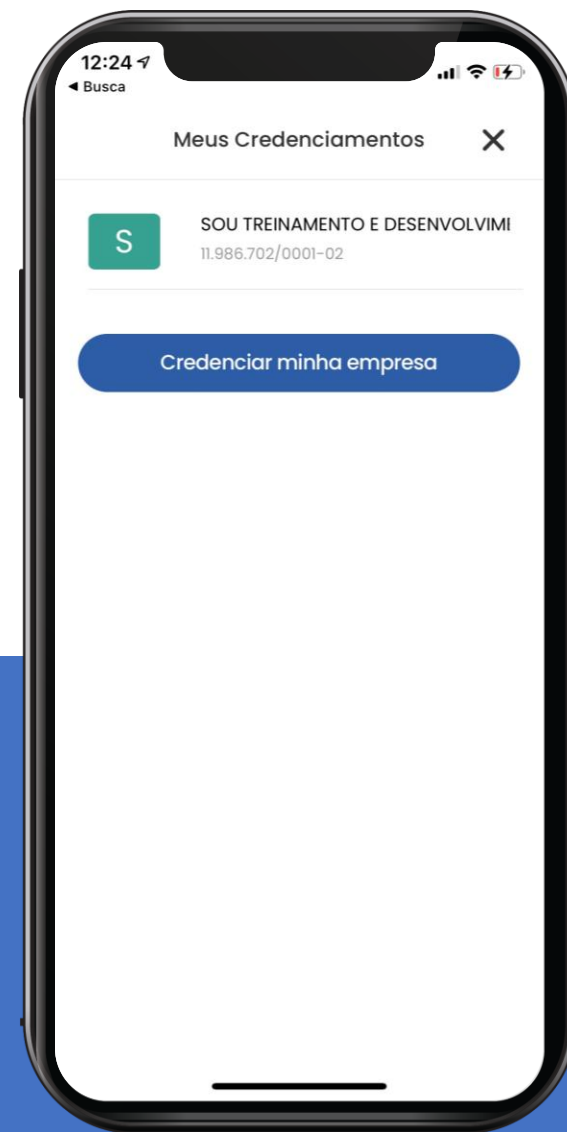 12:24
◀ Busca
Meus Credenciamentos
S
SOU TREINAMENTO E DESENVOLVIMI
11.986.702/0001-02
Credenciar minha empresa